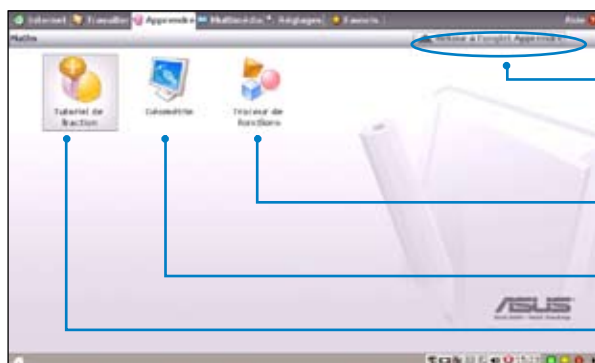 Internet Travailler Apprendre Multimédia Réglages Favoris Aide
Maths Retour à l'onglet Apprendre
Tutoriel de fraction
Géométrie
Traceur de fonctions
ASUS